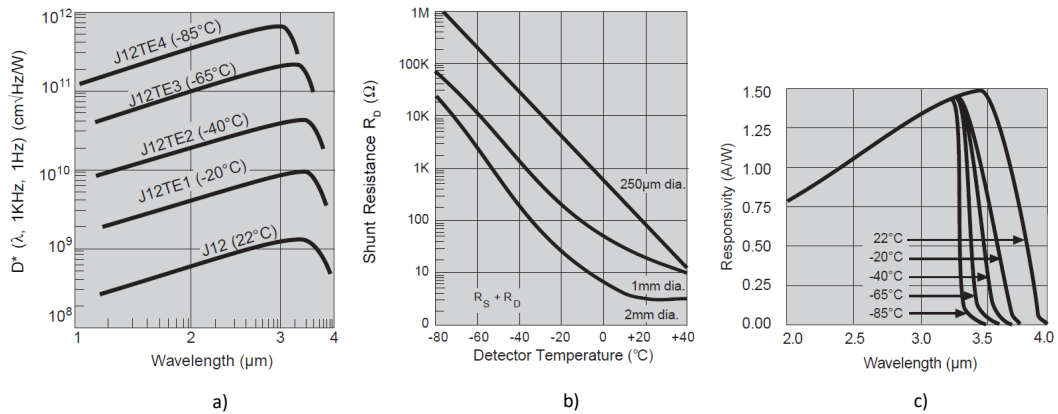 D* (λ, 1KHz, 1Hz) (cm√Hz/W)
10¹²
10¹¹
10¹⁰
10⁹
10⁸
J12TE4 (-85°C)
J12TE3 (-65°C)
J12TE2 (-40°C)
J12TE1 (-20°C)
J12 (22°C)
1 2 3 4
Wavelength (µm)
a)
Shunt Resistance R_D (Ω)
1M
100K
10K
1K
100
10
0
250µm dia.
1mm dia.
2mm dia.
R_S + R_D
-80 -60 -40 -20 0 +20 +40
Detector Temperature (°C)
b)
Responsivity (A/W)
1.50
1.25
1.00
0.75
0.50
0.25
0.00
22°C
-20°C
-40°C
-65°C
-85°C
2.0 2.5 3.0 3.5 4.0
Wavelength (µm)
c)